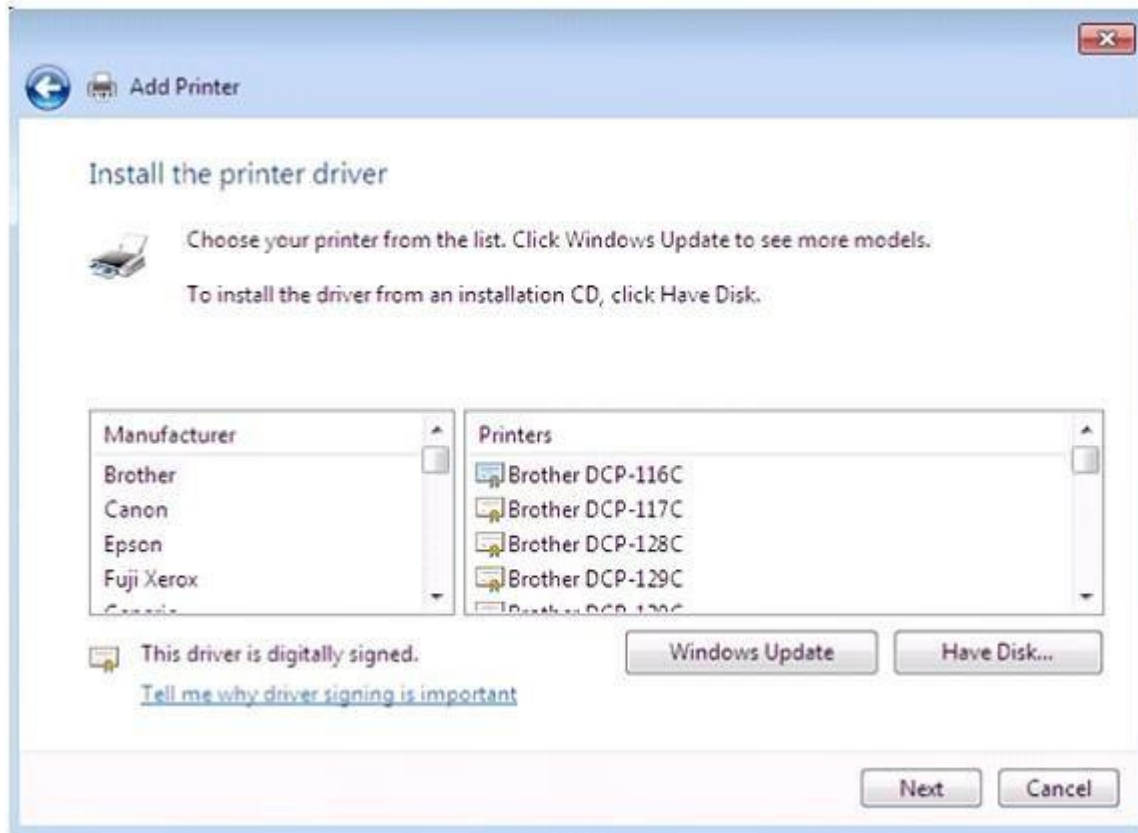 Add Printer
Install the printer driver
Choose your printer from the list. Click Windows Update to see more models.
To install the driver from an installation CD, click Have Disk.
Manufacturer
Brother
Canon
Epson
Fuji Xerox
Generic
Printers
Brother DCP-116C
Brother DCP-117C
Brother DCP-128C
Brother DCP-129C
This driver is digitally signed.
Tell me why driver signing is important
Windows Update
Have Disk...
Next
Cancel